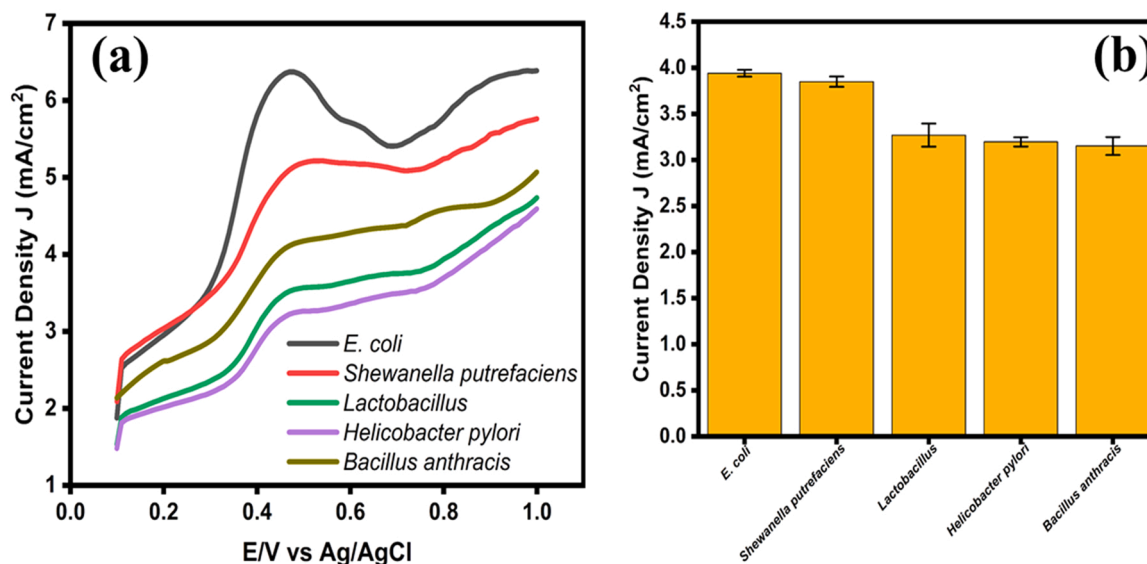 (a)
Current Density J (mA/cm²)
7
6
5
4
3
2
1
0.0 0.2 0.4 0.6 0.8 1.0
E/V vs Ag/AgCl
E. coli
Shewanella putrefaciens
Lactobacillus
Helicobacter pylori
Bacillus anthracis
(b)
Current Density J (mA/cm²)
4.5
4.0
3.5
3.0
2.5
2.0
1.5
1.0
0.5
0.0
E. coli
Shewanella putrefaciens
Lactobacillus
Helicobacter pylori
Bacillus anthracis